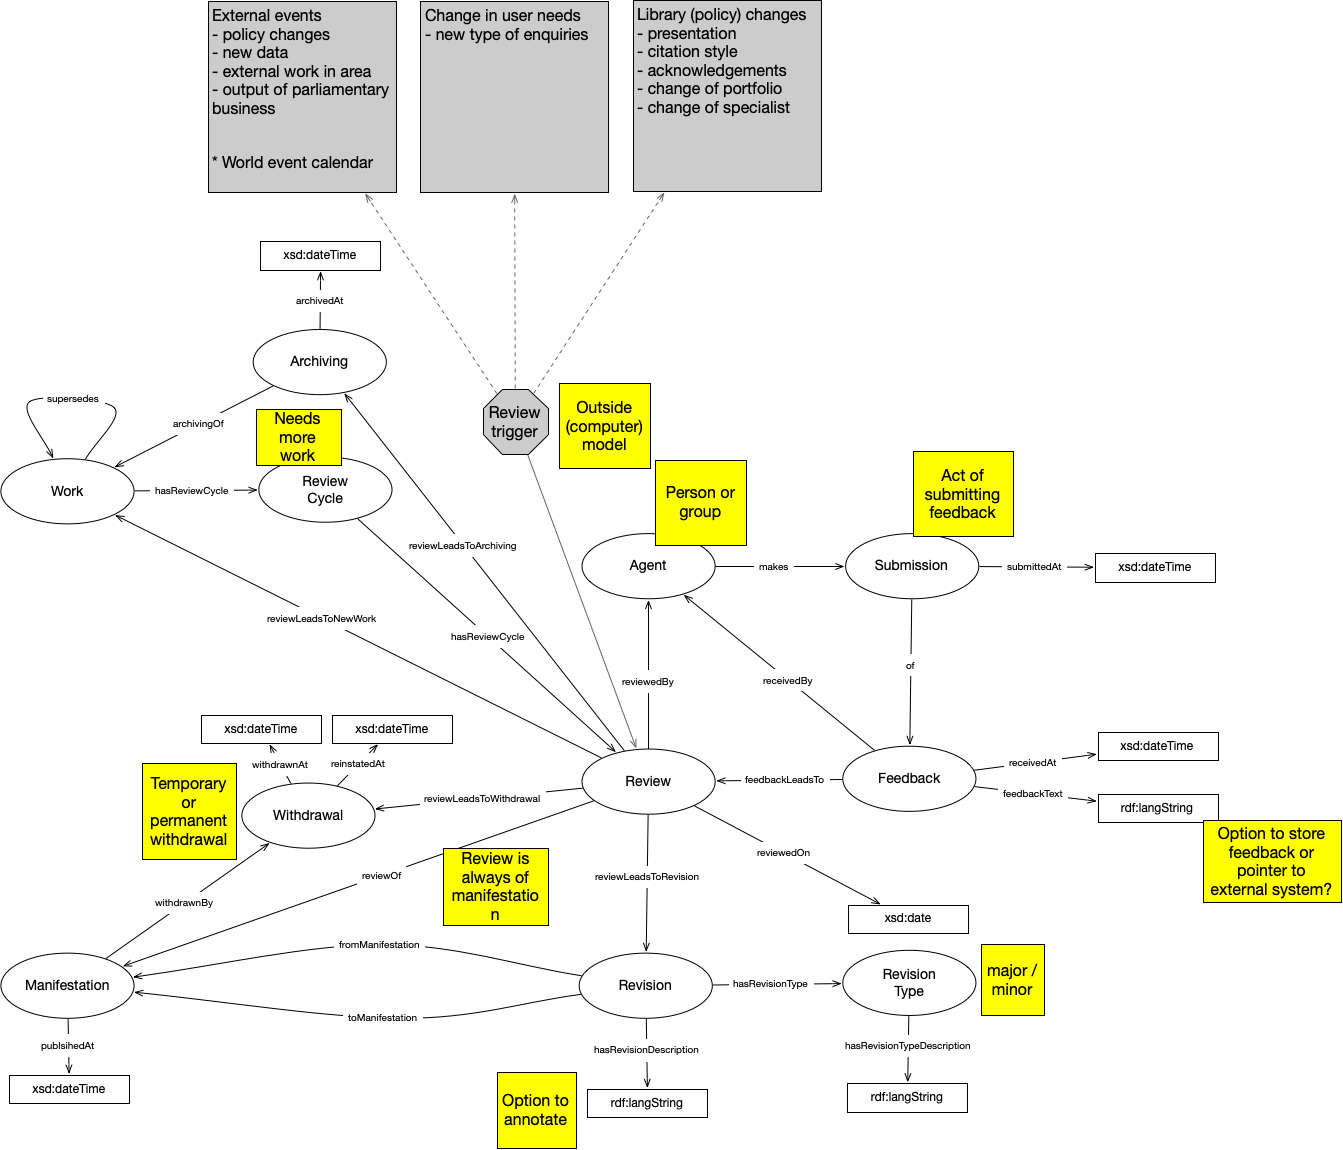 External events
- policy changes
- new data
- external work in area
- output of parliamentary
business
* World event calendar
Change in user needs
- new type of enquiries
Library (policy) changes
- presentation
- citation style
- acknowledgements
- change of portfolio
- change of specialist
xsd:dateTime
archivedAt
Archiving
supersedes
archivingOf
Needs
more
work
Review
trigger
Outside
(computer)
model
Work
hasReviewCycle
Review
Cycle
Person or
group
Act of
submitting
feedback
reviewLeadsToArchiving
Agent
makes
Submission
submittedAt
xsd:dateTime
reviewLeadsToNewWork
hasReviewCycle
of
reviewedBy
receivedBy
xsd:dateTime
xsd:dateTime
withdrawnAt
reinstatedAt
xsd:dateTime
receivedAt
Temporary
or
permanent
withdrawal
Withdrawal
reviewLeadsToWithdrawal
Review
feedbackLeadsTo
Feedback
feedbackText
rdf:langString
Option to store
feedback or
pointer to
external system?
reviewOf
Review is
always of
manifestatio
n
reviewLeadsToRevision
reviewedOn
xsd:date
withdrawnBy
fromManifestation
Manifestation
Revision
hasRevisionType
Revision
Type
major /
minor
toManifestation
publsihedAt
xsd:dateTime
hasRevisionDescription
hasRevisionTypeDescription
Option to
annotate
rdf:langString
rdf:langString